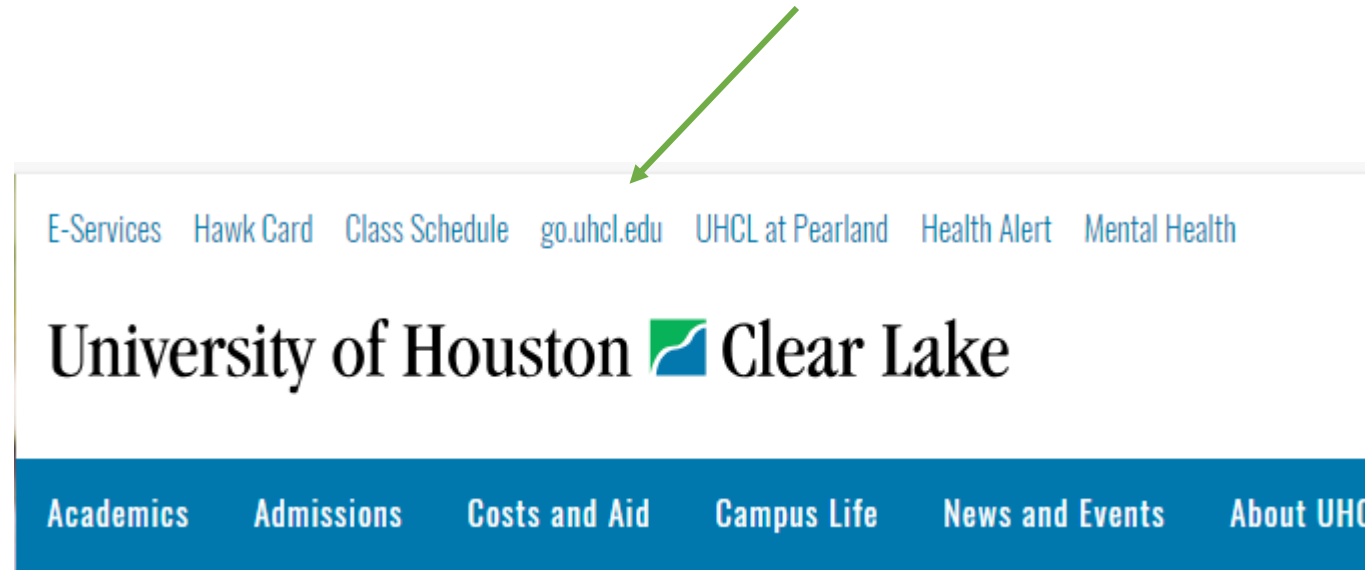 E-Services Hawk Card Class Schedule go.uhcl.edu UHCL at Pearland Health Alert Mental Health
University of Houston Clear Lake
Academics Admissions Costs and Aid Campus Life News and Events About